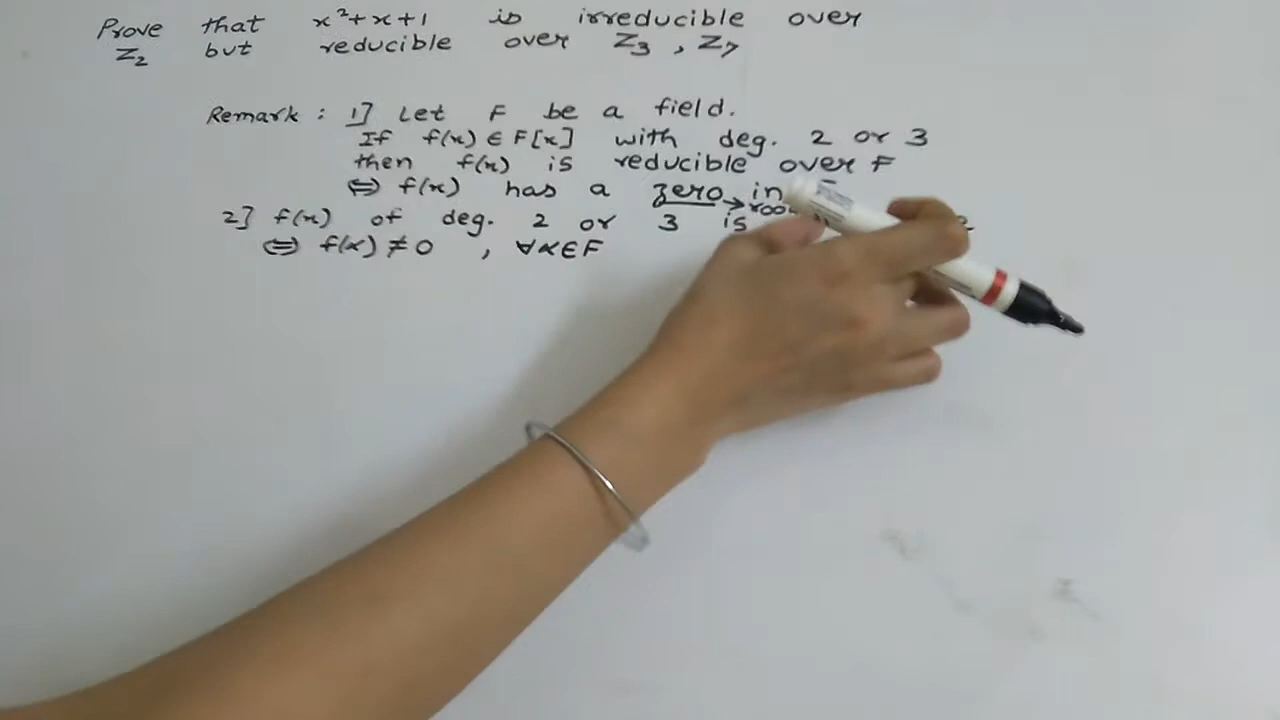 Prove that x²+x+1 is irreducible over
Z₂ but reducible over Z₃ , Z₇
Remark : 1] Let F be a field.
If f(x) ∈ F[x] with deg. 2 or 3
then f(x) is reducible over F
⇔ f(x) has a zero in
→ roo
2] f(x) of deg. 2 or 3 is
⇔ f(α) ≠ 0 , ∀α∈F